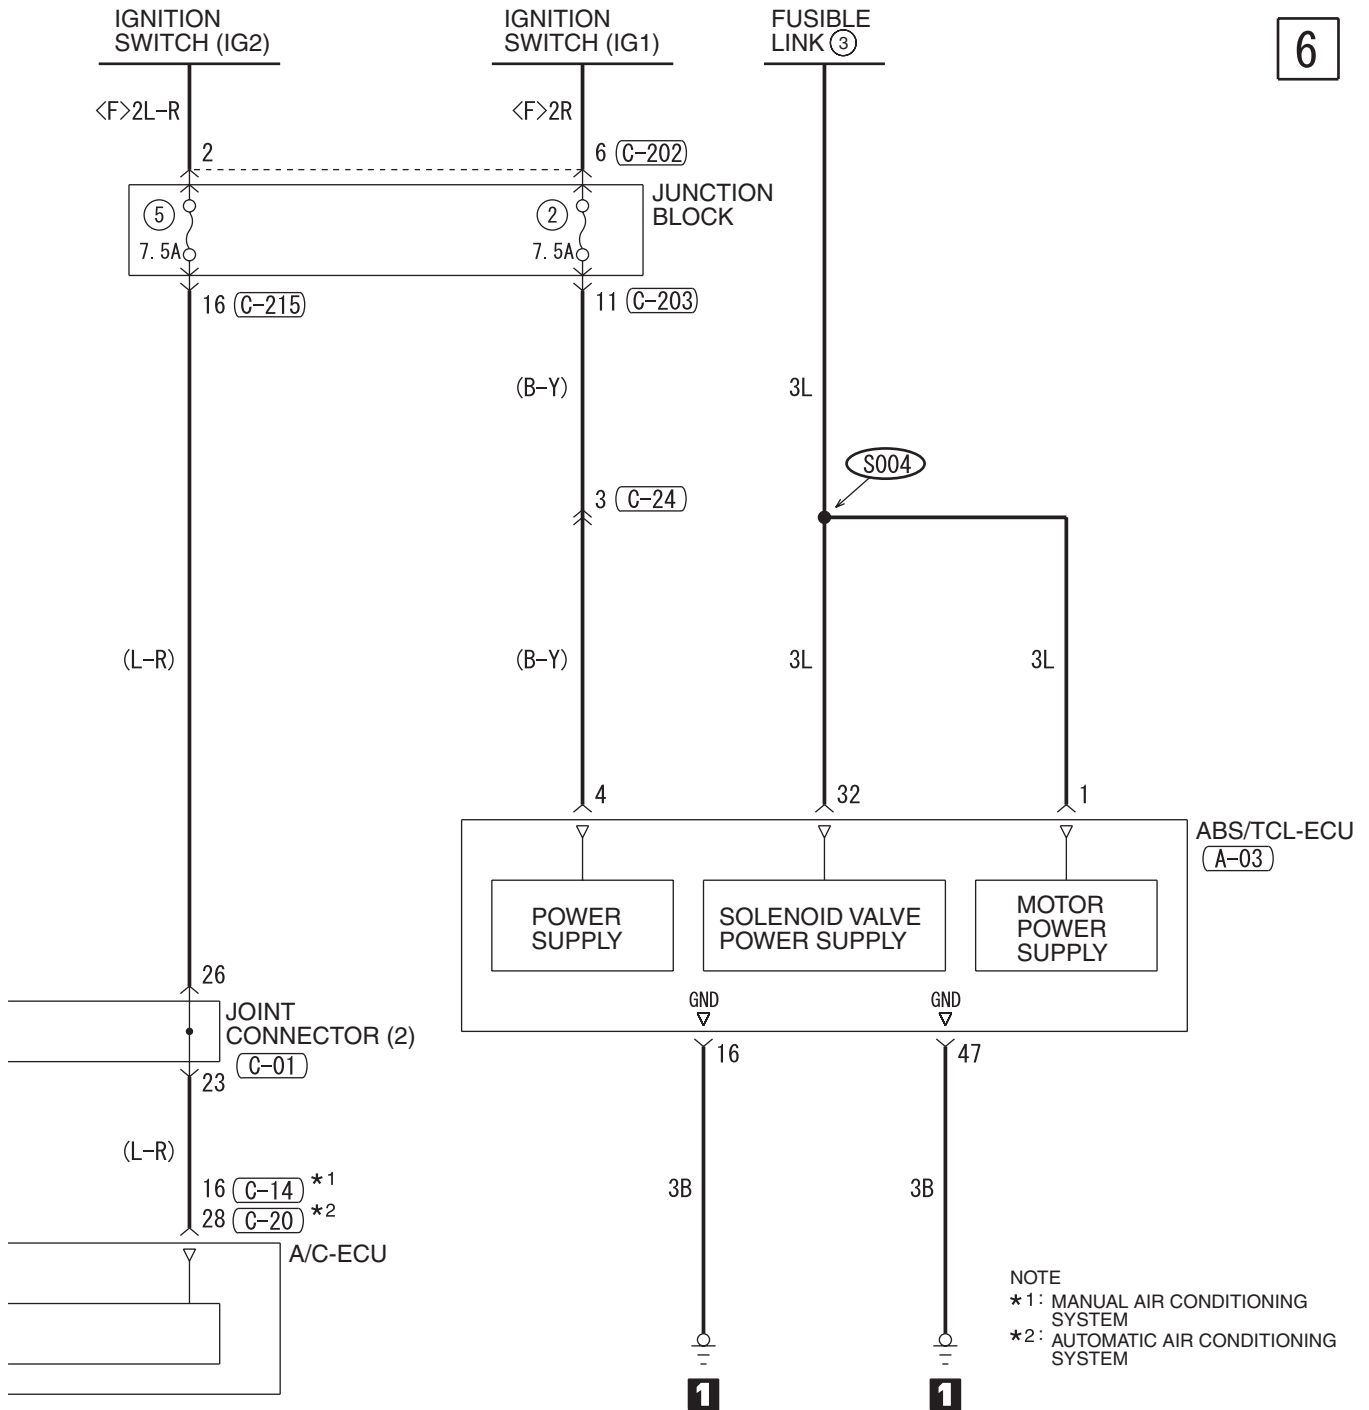 IGNITION
SWITCH (IG2)
IGNITION
SWITCH (IG1)
FUSIBLE
LINK ③
6
<F>2L-R
<F>2R
2
6 (C-202)
JUNCTION
BLOCK
5
7.5A
2
7.5A
16 (C-215)
11 (C-203)
(B-Y)
3L
S004
3 (C-24)
(L-R)
(B-Y)
3L
3L
4
32
1
ABS/TCL-ECU
(A-03)
POWER
SUPPLY
SOLENOID VALVE
POWER SUPPLY
MOTOR
POWER
SUPPLY
26
GND
GND
JOINT
CONNECTOR (2)
(C-01)
23
16
47
(L-R)
16 (C-14) *1
28 (C-20) *2
3B
3B
A/C-ECU
NOTE
*1: MANUAL AIR CONDITIONING
SYSTEM
*2: AUTOMATIC AIR CONDITIONING
SYSTEM
1
1